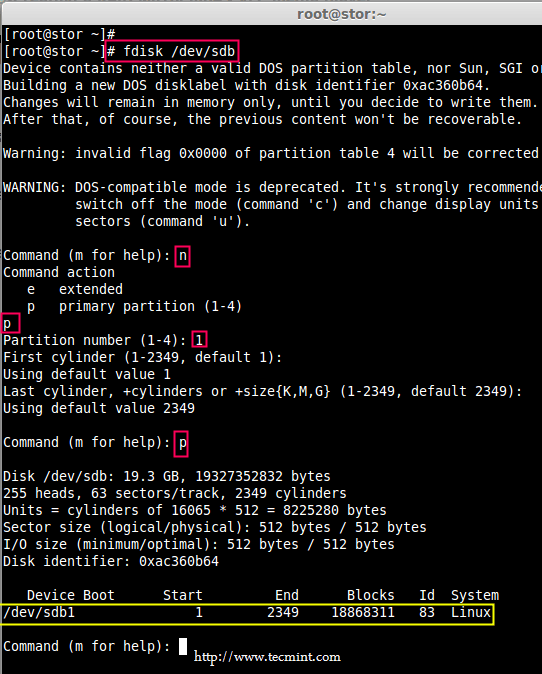 root@stor:~
[root@stor ~]#
[root@stor ~]# fdisk /dev/sdb
Device contains neither a valid DOS partition table, nor Sun, SGI or
Building a new DOS disklabel with disk identifier 0xac360b64.
Changes will remain in memory only, until you decide to write them.
After that, of course, the previous content won't be recoverable.
Warning: invalid flag 0x0000 of partition table 4 will be corrected
WARNING: DOS-compatible mode is deprecated. It's strongly recommende
switch off the mode (command 'c') and change display units
sectors (command 'u').
Command (m for help): n
Command action
e   extended
p   primary partition (1-4)
p
Partition number (1-4): 1
First cylinder (1-2349, default 1):
Using default value 1
Last cylinder, +cylinders or +size{K,M,G} (1-2349, default 2349):
Using default value 2349
Command (m for help): p
Disk /dev/sdb: 19.3 GB, 19327352832 bytes
255 heads, 63 sectors/track, 2349 cylinders
Units = cylinders of 16065 * 512 = 8225280 bytes
Sector size (logical/physical): 512 bytes / 512 bytes
I/O size (minimum/optimal): 512 bytes / 512 bytes
Disk identifier: 0xac360b64
Device Boot      Start         End      Blocks   Id  System
/dev/sdb1               1        2349    18868311   83  Linux
Command (m for help):
http://www.tecmint.com